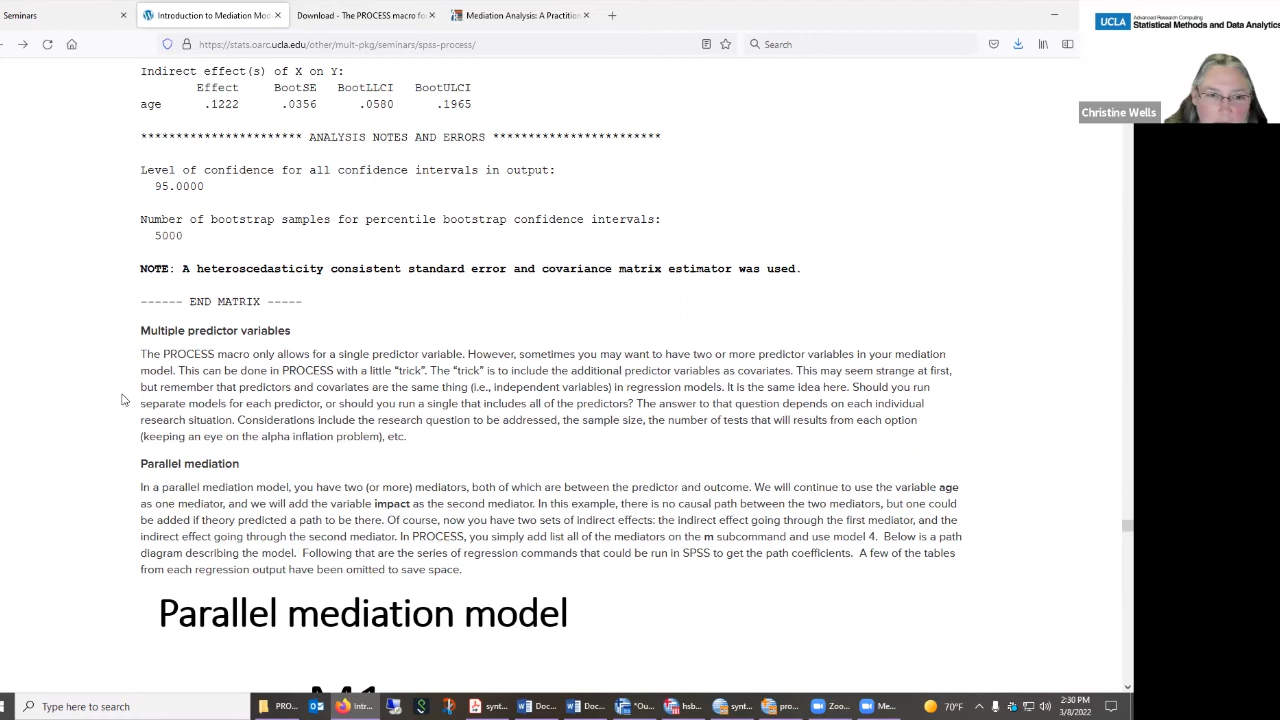 Seminars
Introduction to Mediation Mod
Download - The PROCESS macro fo
Mediation Analysis: A Practition
https://stats.oarc.ucla.edu/other/mult-pkg/seminars/spss-process/
Search
UCLA
Advanced Research Computing
Statistical Methods and Data Analytics
Christine Wells
Indirect effect(s) of X on Y:
Effect BootSE BootLLCI BootULCI
age .1222 .0356 .0580 .1965
*********************** ANALYSIS NOTES AND ERRORS ************************
Level of confidence for all confidence intervals in output:
95.0000
Number of bootstrap samples for percentile bootstrap confidence intervals:
5000
NOTE: A heteroscedasticity consistent standard error and covariance matrix estimator was used.
------ END MATRIX -----
Multiple predictor variables
The PROCESS macro only allows for a single predictor variable. However, sometimes you may want to have two or more predictor variables in your mediation
model. This can be done in PROCESS with a little “trick”. The “trick” is to include the additional predictor variables as covariates. This may seem strange at first,
but remember that predictors and covariates are the same thing (i.e., independent variables) in regression models. It is the same idea here. Should you run
separate models for each predictor, or should you run a single that includes all of the predictors? The answer to that question depends on each individual
research situation. Considerations include the research question to be addressed, the sample size, the number of tests that will results from each option
(keeping an eye on the alpha inflation problem), etc.
Parallel mediation
In a parallel mediation model, you have two (or more) mediators, both of which are between the predictor and outcome. We will continue to use the variable age
as one mediator, and we will add the variable impact as the second mediator. In this example, there is no causal path between the two mediators, but one could
be added if theory predicted a path to be there. Of course, now you have two sets of indirect effects: the indirect effect going through the first mediator, and the
indirect effect going through the second mediator. In PROCESS, you simply add list all of the mediators on the m subcommand and use model 4. Below is a path
diagram describing the model. Following that are the series of regression commands that could be run in SPSS to get the path coefficients. A few of the tables
from each regression output have been omitted to save space.
Parallel mediation model
M1
Type here to search
PRO...
Intr...
synt...
Doc...
Doc...
*Ou...
hsb...
synt...
pro...
Zoo...
Me...
70°F
2:30 PM
3/8/2022